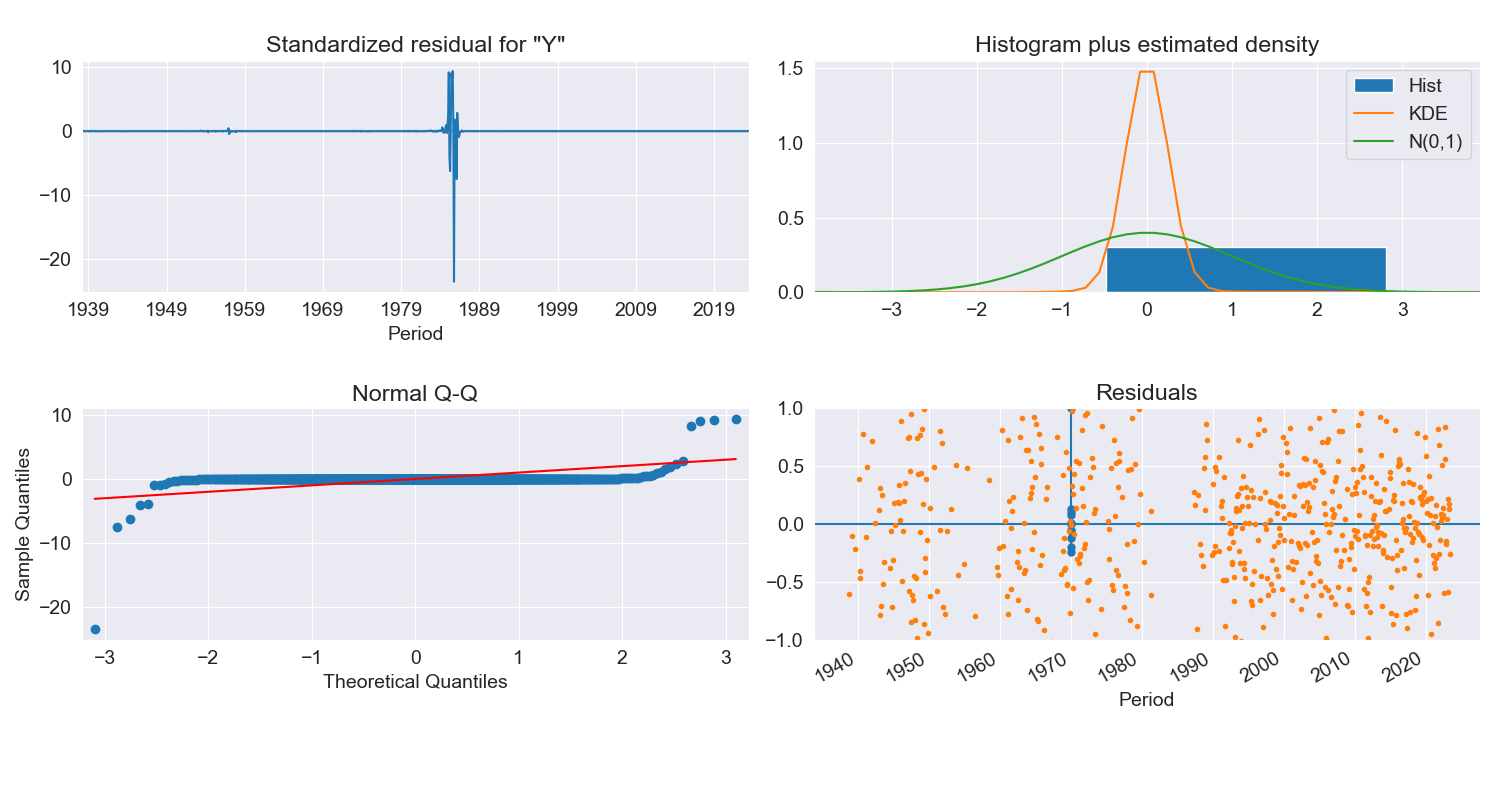 Standardized residual for "Y"
10
0
−10
−20
1939 1949 1959 1969 1979 1989 1999 2009 2019
Period
Histogram plus estimated density
1.5
1.0
0.5
0.0
−3 −2 −1 0 1 2 3
Hist
KDE
N(0,1)
Normal Q-Q
Sample Quantiles
10
0
−10
−20
−3 −2 −1 0 1 2 3
Theoretical Quantiles
Residuals
1.0
0.5
0.0
−0.5
−1.0
1940 1950 1960 1970 1980 1990 2000 2010 2020
Period